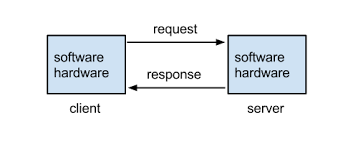 request
software
hardware
software
hardware
response
client
server